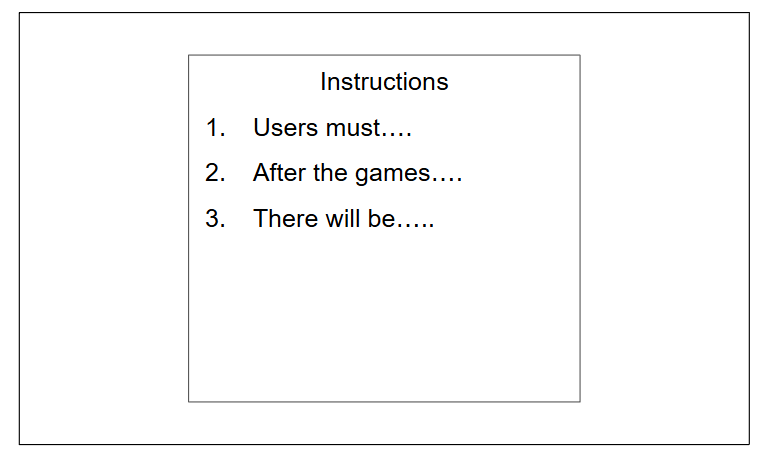 Instructions
1. Users must….
2. After the games….
3. There will be…..